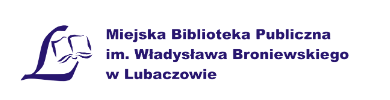 Miejska Biblioteka Publiczna
im. Władysława Broniewskiego
w Lubaczowie